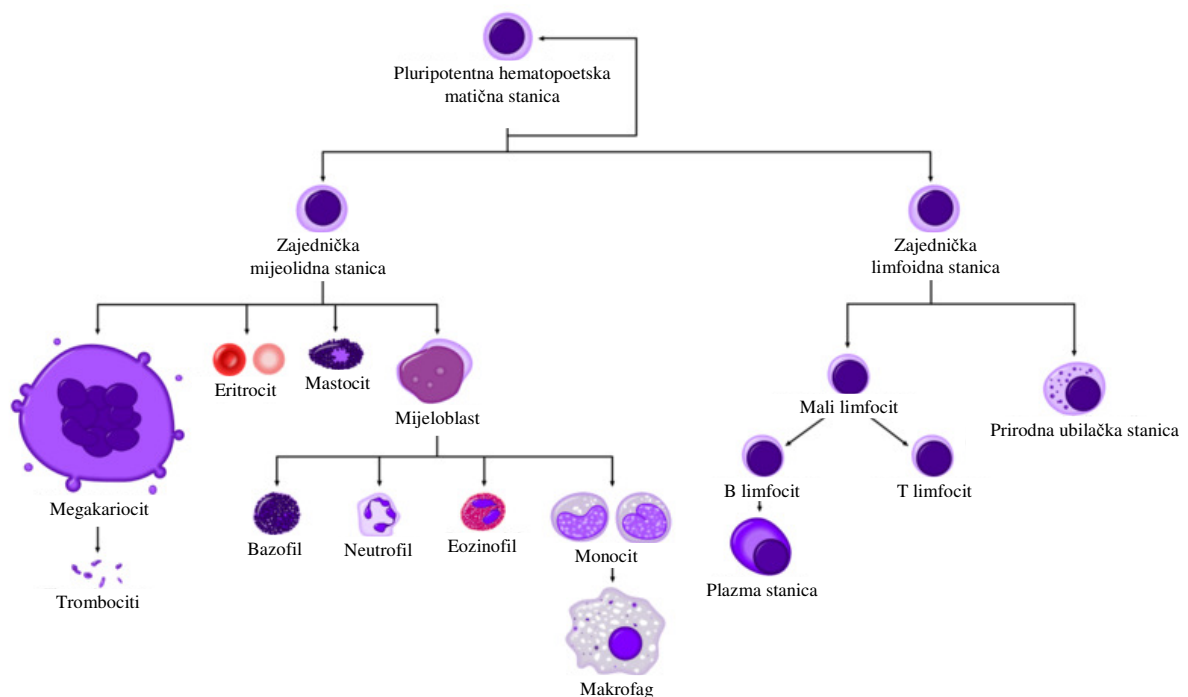 Pluripotentna hematopoetska
matična stanica
Zajednička
mijeolidna stanica
Zajednička
limfoidna stanica
Eritrocit
Mastocit
Mijeloblast
Mali limfocit
Prirodna ubilačka stanica
Megakariocit
B limfocit
T limfocit
Bazofil
Neutrofil
Eozinofil
Monocit
Trombociti
Plazma stanica
Makrofag